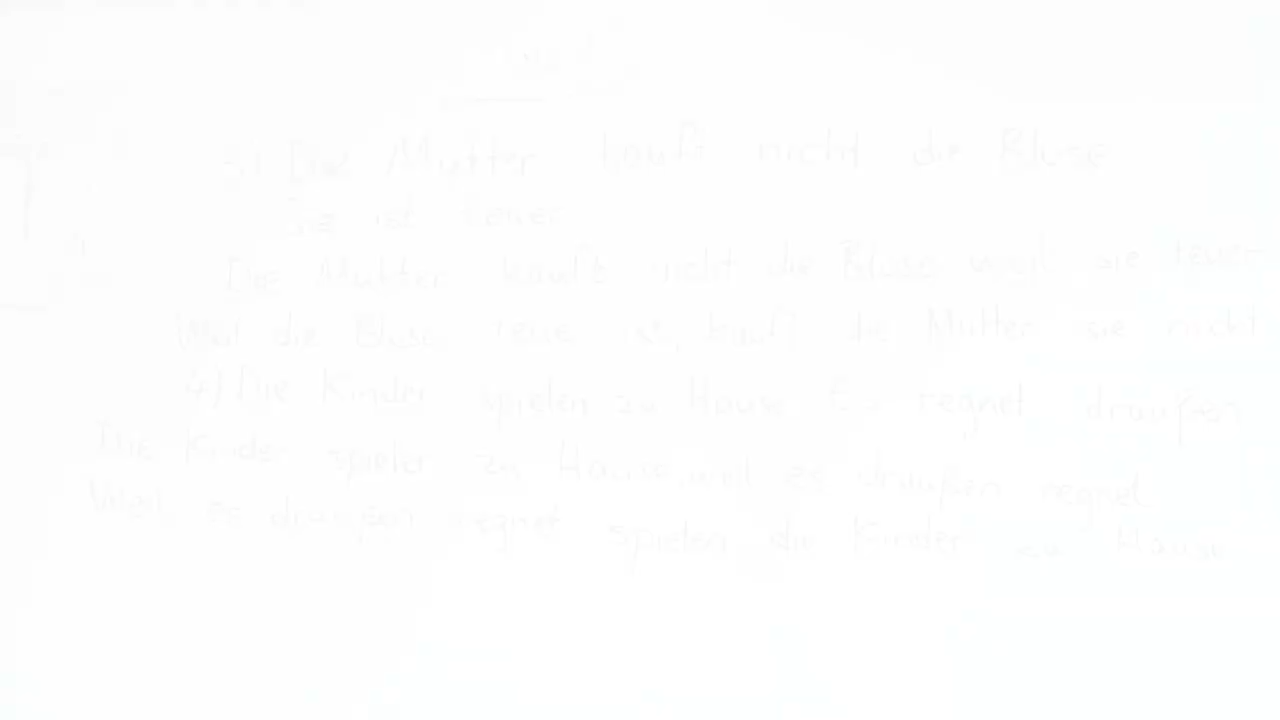 3) Die Mutter kauft nicht die Bluse
Sie ist teuer
Die Mutter kauft nicht die Bluse weil sie teuer
Weil die Bluse teuer ist, kauft die Mutter sie nicht
4) Die Kinder spielen zu Hause Es regnet draußen
Die Kinder spielen zu Hause, weil es draußen regnet
Weil es draußen regnet spielen die Kinder zu Hause